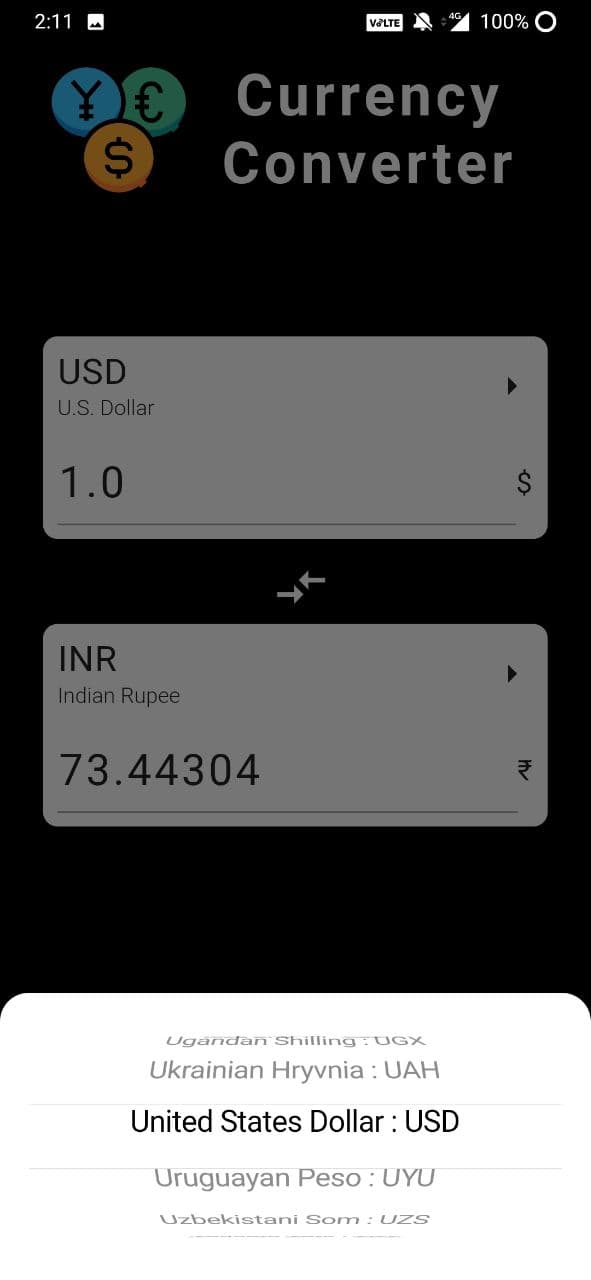 2:11 VoLTE 4G 100%
¥ €
$
Currency
Converter
USD
U.S. Dollar
1.0 $
INR
Indian Rupee
73.44304 ₹
Ugandan Shilling : UGX
Ukrainian Hryvnia : UAH
United States Dollar : USD
Uruguayan Peso : UYU
Uzbekistani Som : UZS